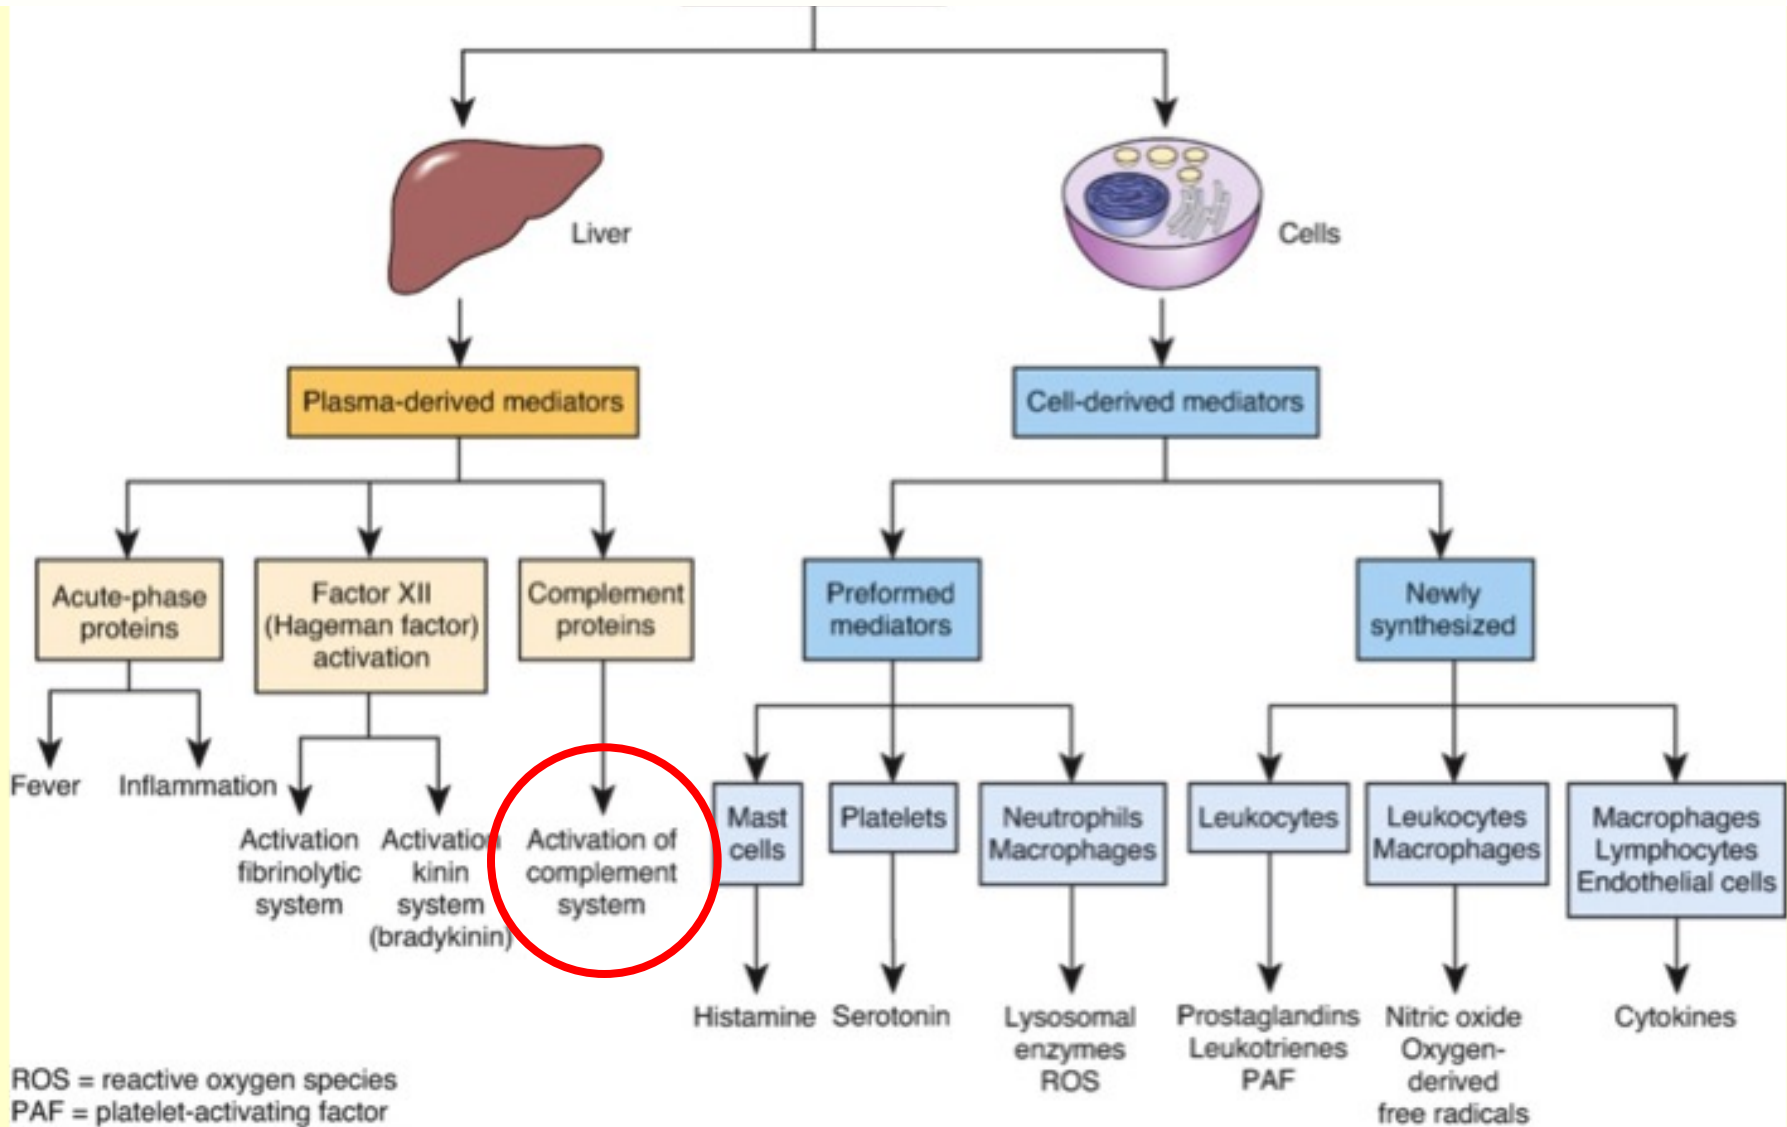 Liver
Cells
Plasma-derived mediators
Cell-derived mediators
Acute-phase
proteins
Factor XII
(Hageman factor)
activation
Complement
proteins
Preformed
mediators
Newly
synthesized
Fever
Inflammation
Activation
fibrinolytic
system
Activation
kinin
system
(bradykinin)
Activation of
complement
system
Mast
cells
Platelets
Neutrophils
Macrophages
Leukocytes
Leukocytes
Macrophages
Macrophages
Lymphocytes
Endothelial cells
Histamine
Serotonin
Lysosomal
enzymes
ROS
Prostaglandins
Leukotrienes
PAF
Nitric oxide
Oxygen-
derived
free radicals
Cytokines
ROS = reactive oxygen species
PAF = platelet-activating factor